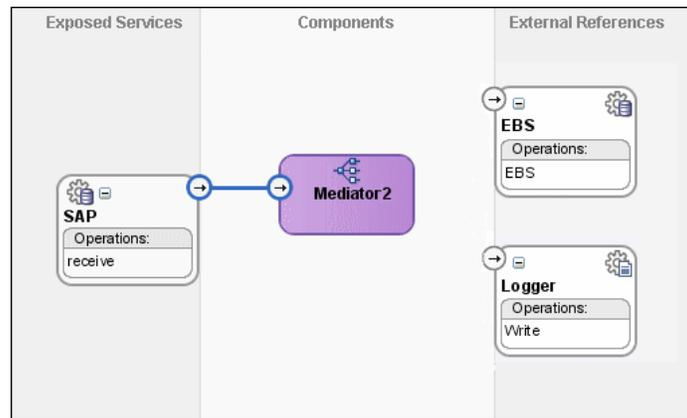 Exposed Services
Components
External References
SAP
Operations:
receive
Mediator2
EBS
Operations:
EBS
Logger
Operations:
Write